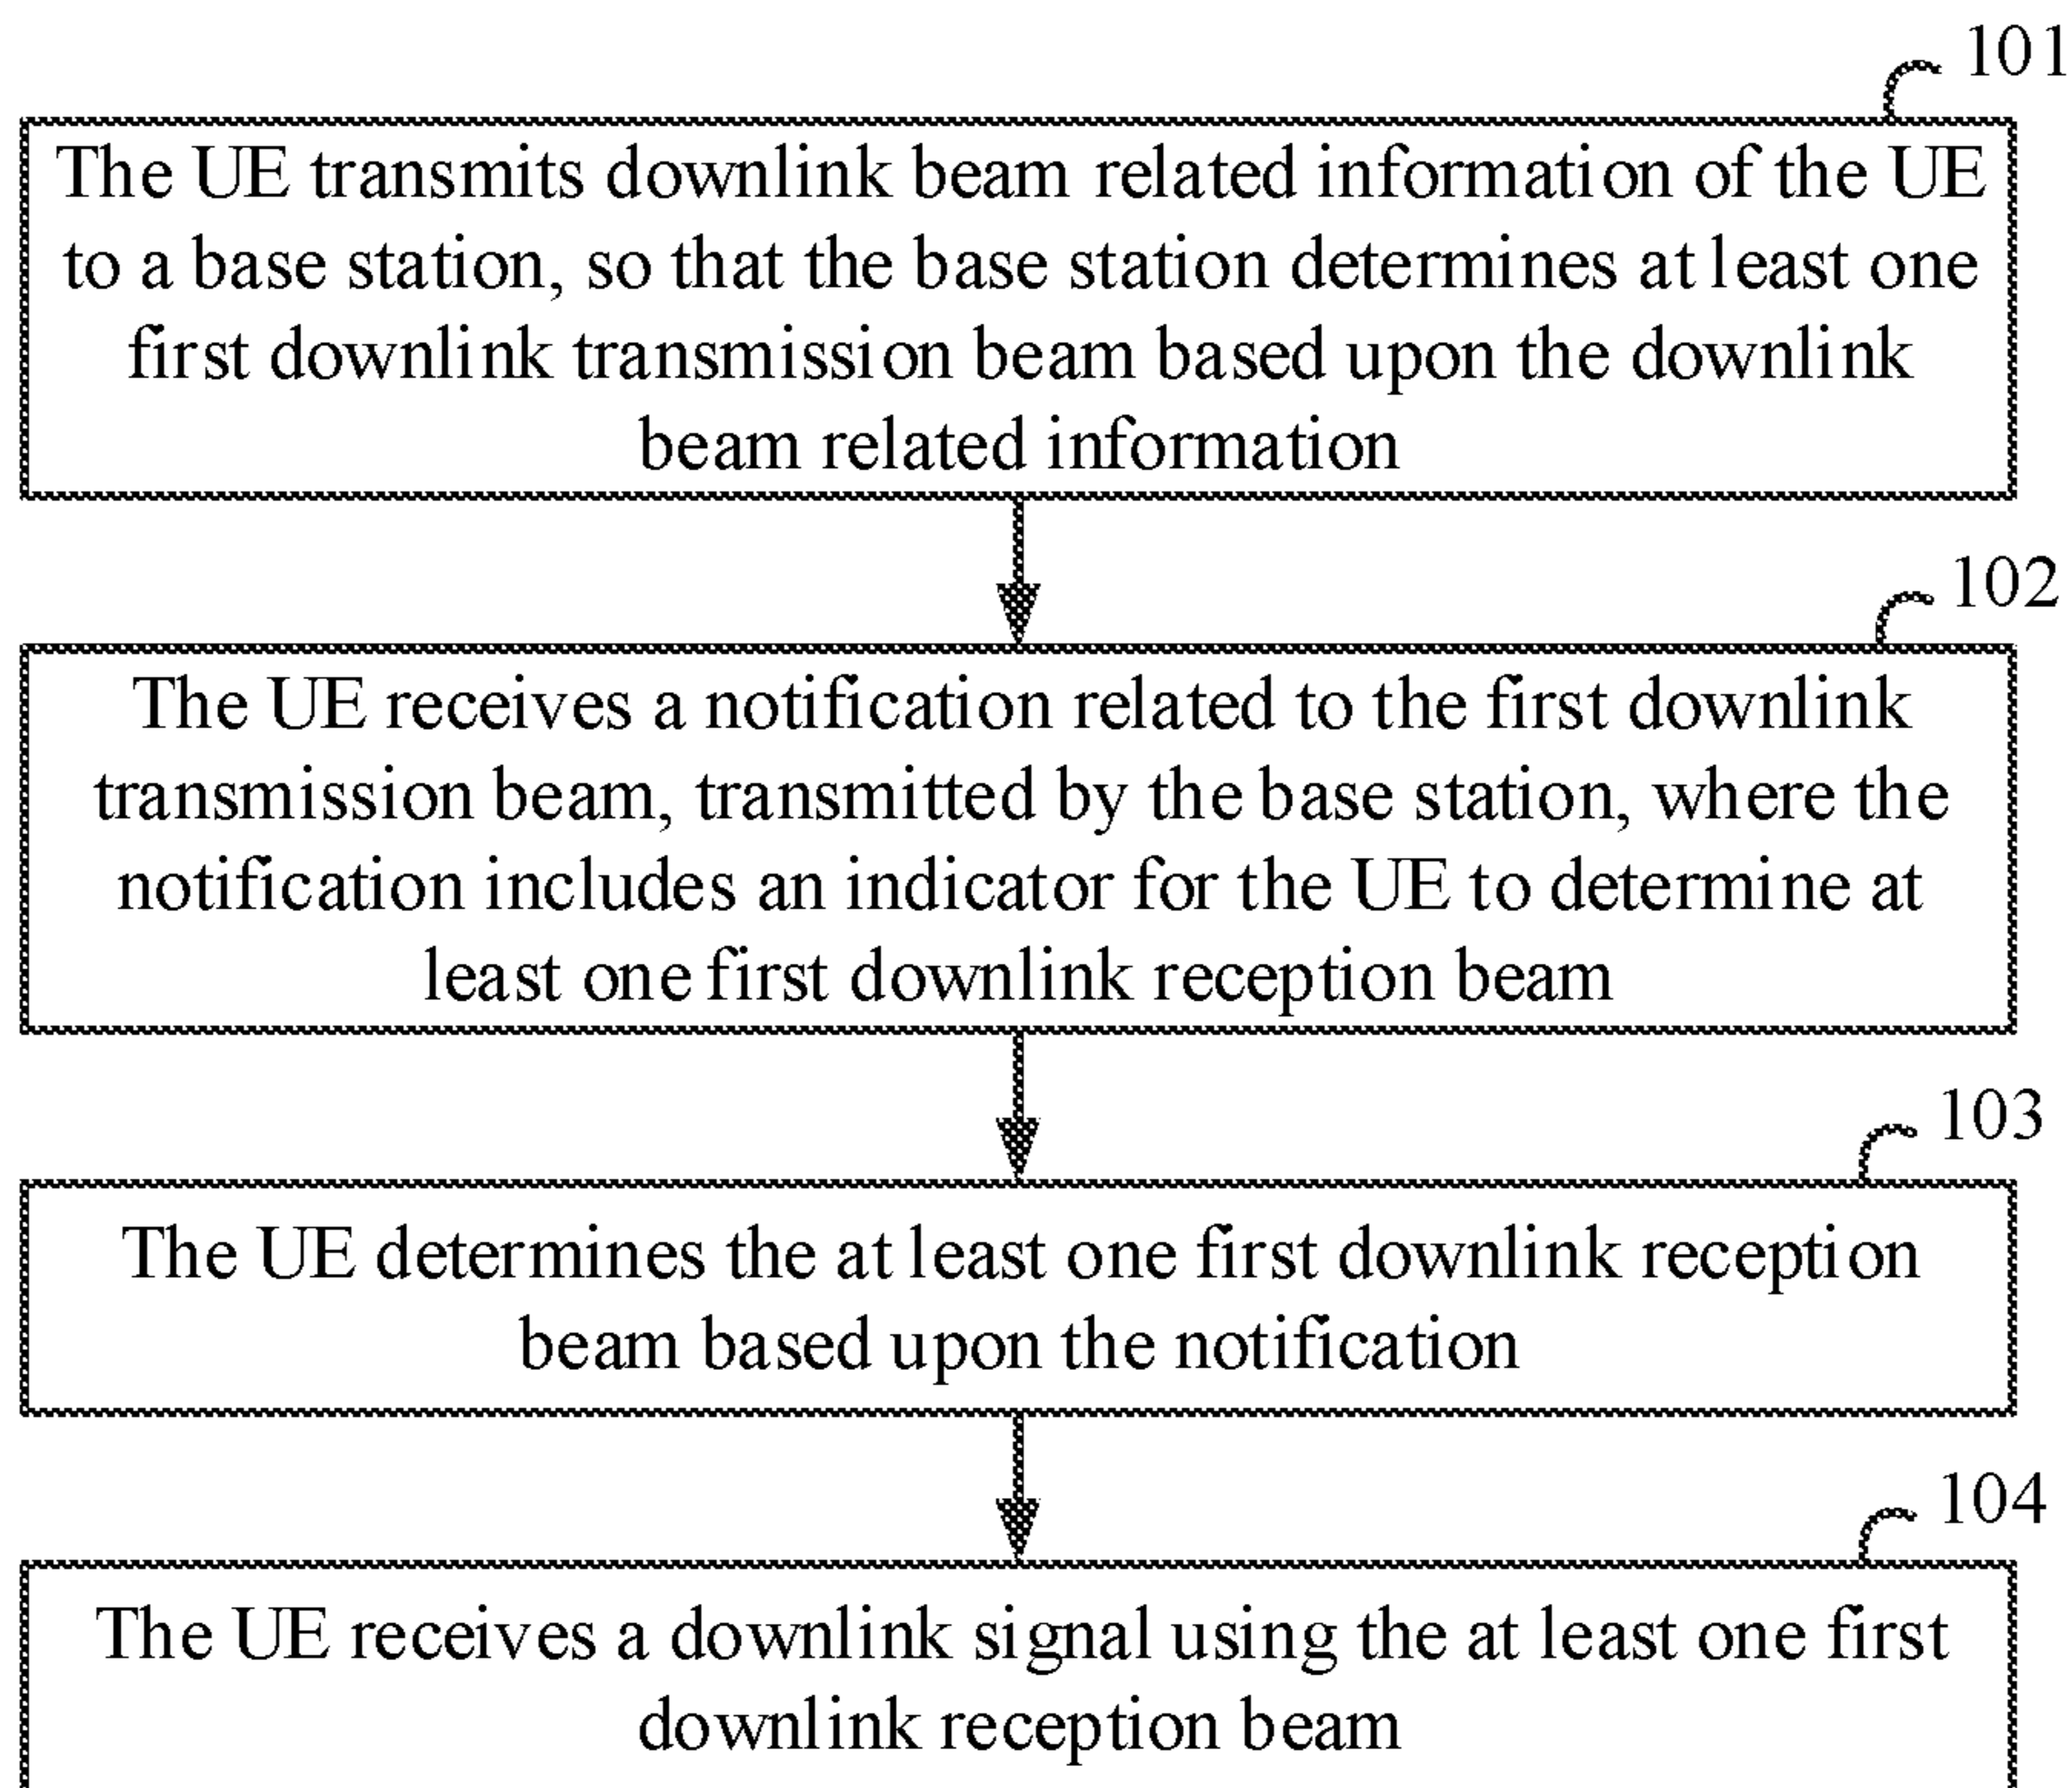 101
The UE transmits downlink beam related information of the UE
to a base station, so that the base station determines at least one
first downlink transmission beam based upon the downlink
beam related information
102
The UE receives a notification related to the first downlink
transmission beam, transmitted by the base station, where the
notification includes an indicator for the UE to determine at
least one first downlink reception beam
103
The UE determines the at least one first downlink reception
beam based upon the notification
104
The UE receives a downlink signal using the at least one first
downlink reception beam